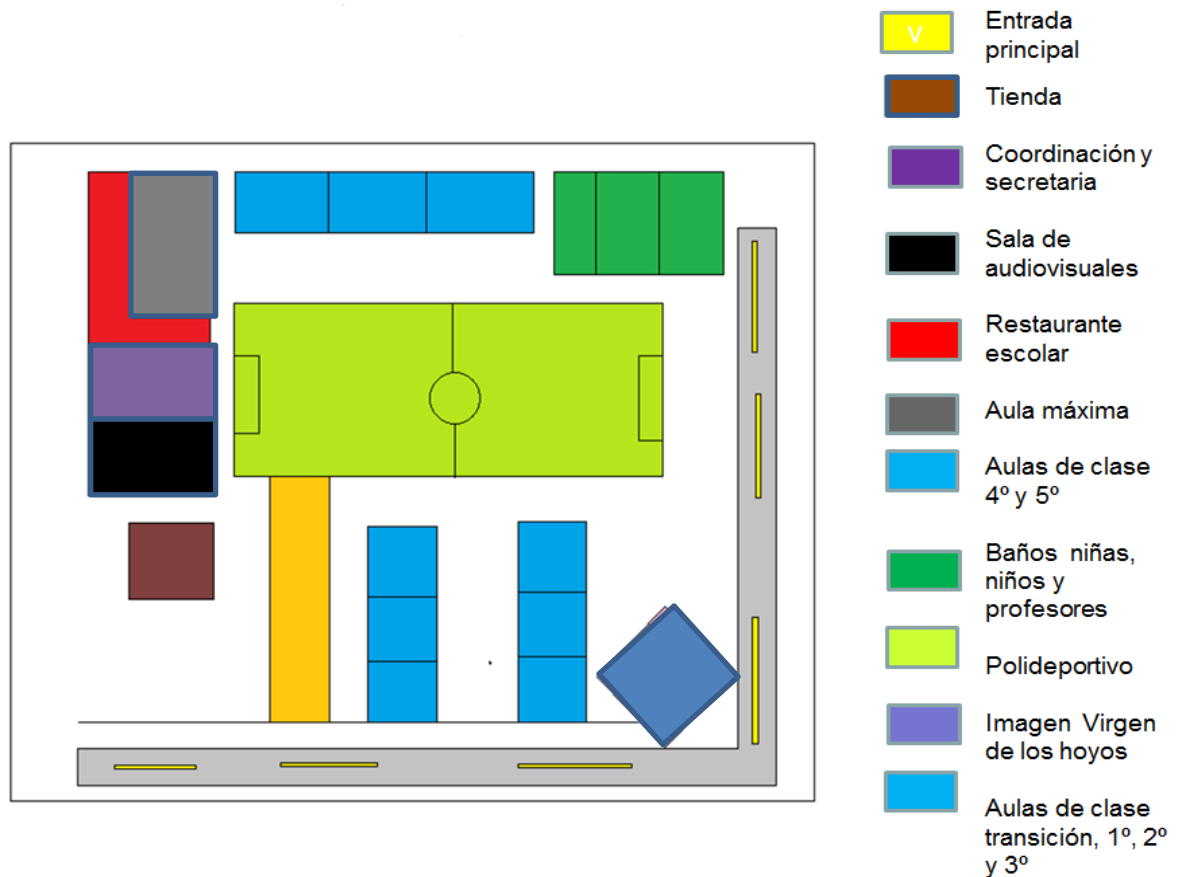 V
Entrada
principal
Tienda
Coordinación y
secretaria
Sala de
audiovisuales
Restaurante
escolar
Aula máxima
Aulas de clase
4º y 5º
Baños niñas,
niños y
profesores
Polideportivo
Imagen Virgen
de los hoyos
Aulas de clase
transición, 1º, 2º
y 3º